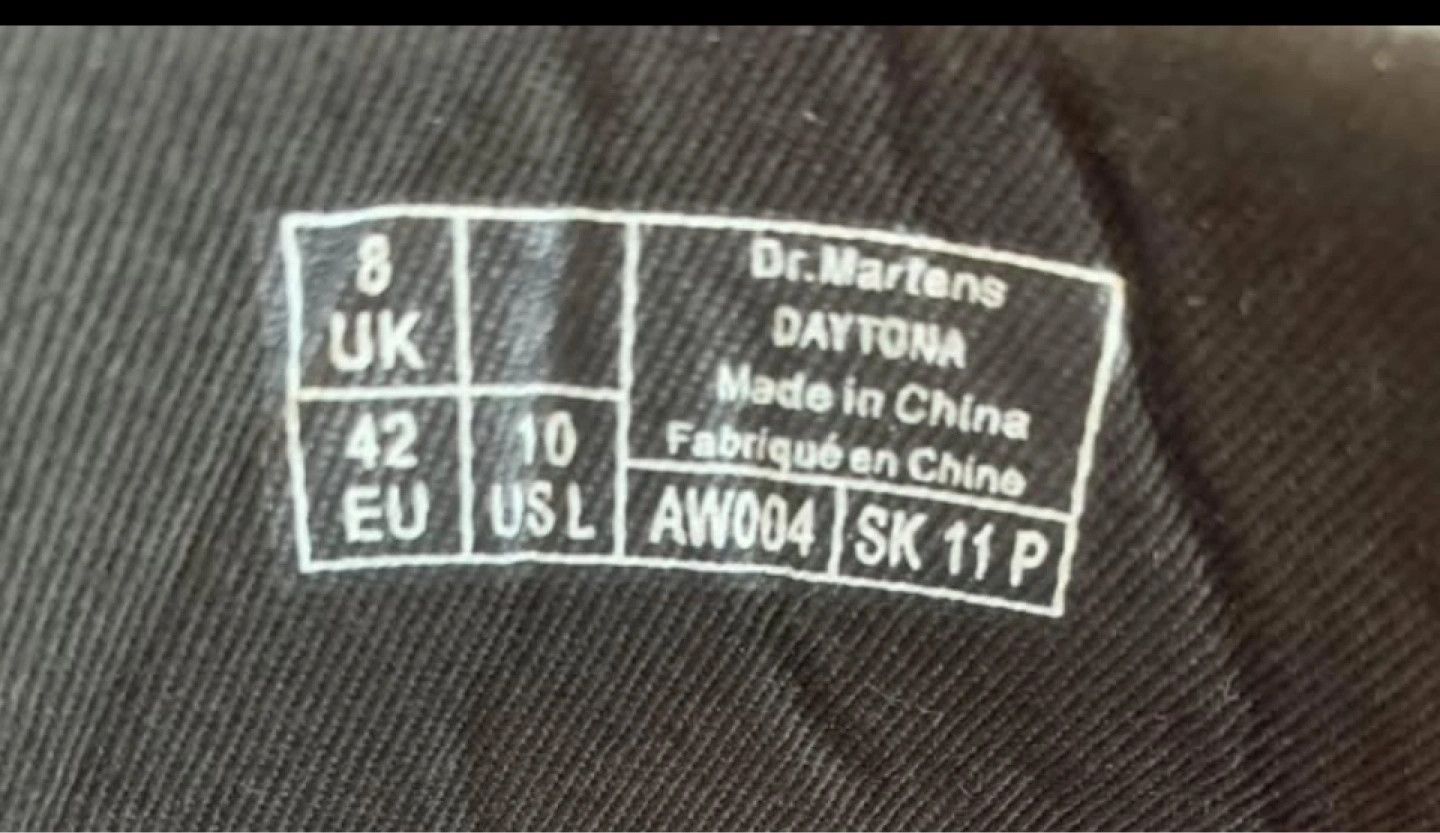 8
UK
42
EU
10
US L
Dr.Martens
DAYTONA
Made in China
Fabriqué en Chine
AW004
SK 11 P